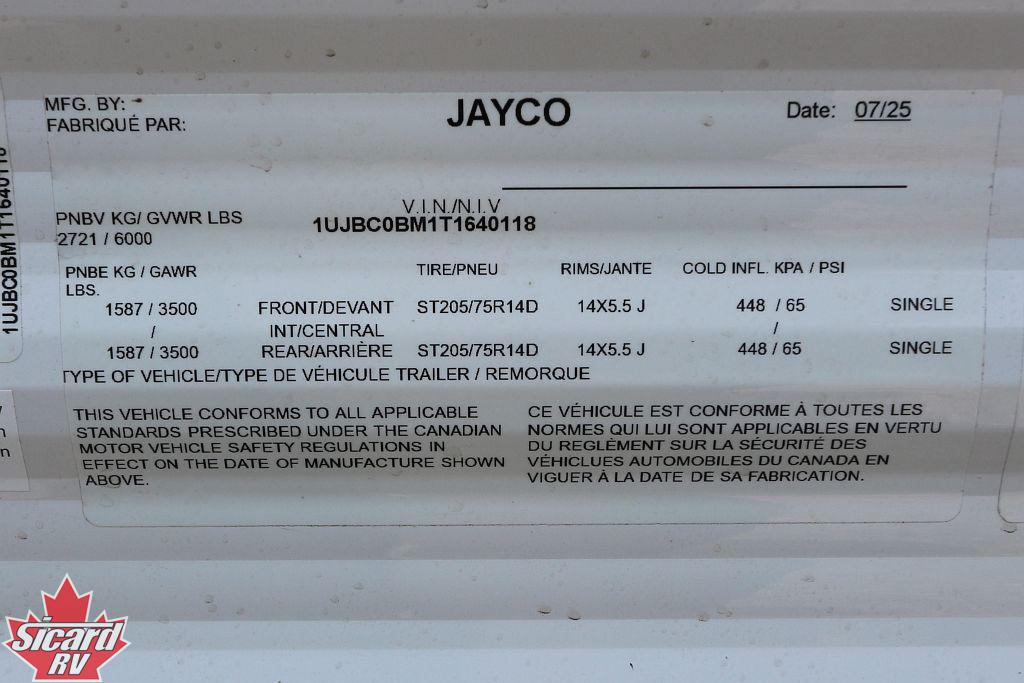 MFG. BY:
FABRIQUÉ PAR:
JAYCO
Date: 07/25
V.I.N./N.I.V
PNBV KG/ GVWR LBS
1UJBC0BM1T1640118
2721 / 6000
PNBE KG / GAWR LBS. TIRE/PNEU RIMS/JANTE COLD INFL. KPA / PSI
1587 / 3500 FRONT/DEVANT ST205/75R14D 14X5.5 J 448 / 65 SINGLE
/ INT/CENTRAL /
1587 / 3500 REAR/ARRIÈRE ST205/75R14D 14X5.5 J 448 / 65 SINGLE
TYPE OF VEHICLE/TYPE DE VÉHICULE TRAILER / REMORQUE
THIS VEHICLE CONFORMS TO ALL APPLICABLE
STANDARDS PRESCRIBED UNDER THE CANADIAN
MOTOR VEHICLE SAFETY REGULATIONS IN
EFFECT ON THE DATE OF MANUFACTURE SHOWN
ABOVE.
CE VÉHICULE EST CONFORME À TOUTES LES
NORMES QUI LUI SONT APPLICABLES EN VERTU
DU REGLÈMENT SUR LA SÉCURITÉ DES
VÉHICLUES AUTOMOBILES DU CANADA EN
VIGUER À LA DATE DE SA FABRICATION.
1UJBC0BM1T1640118
Sicard
RV